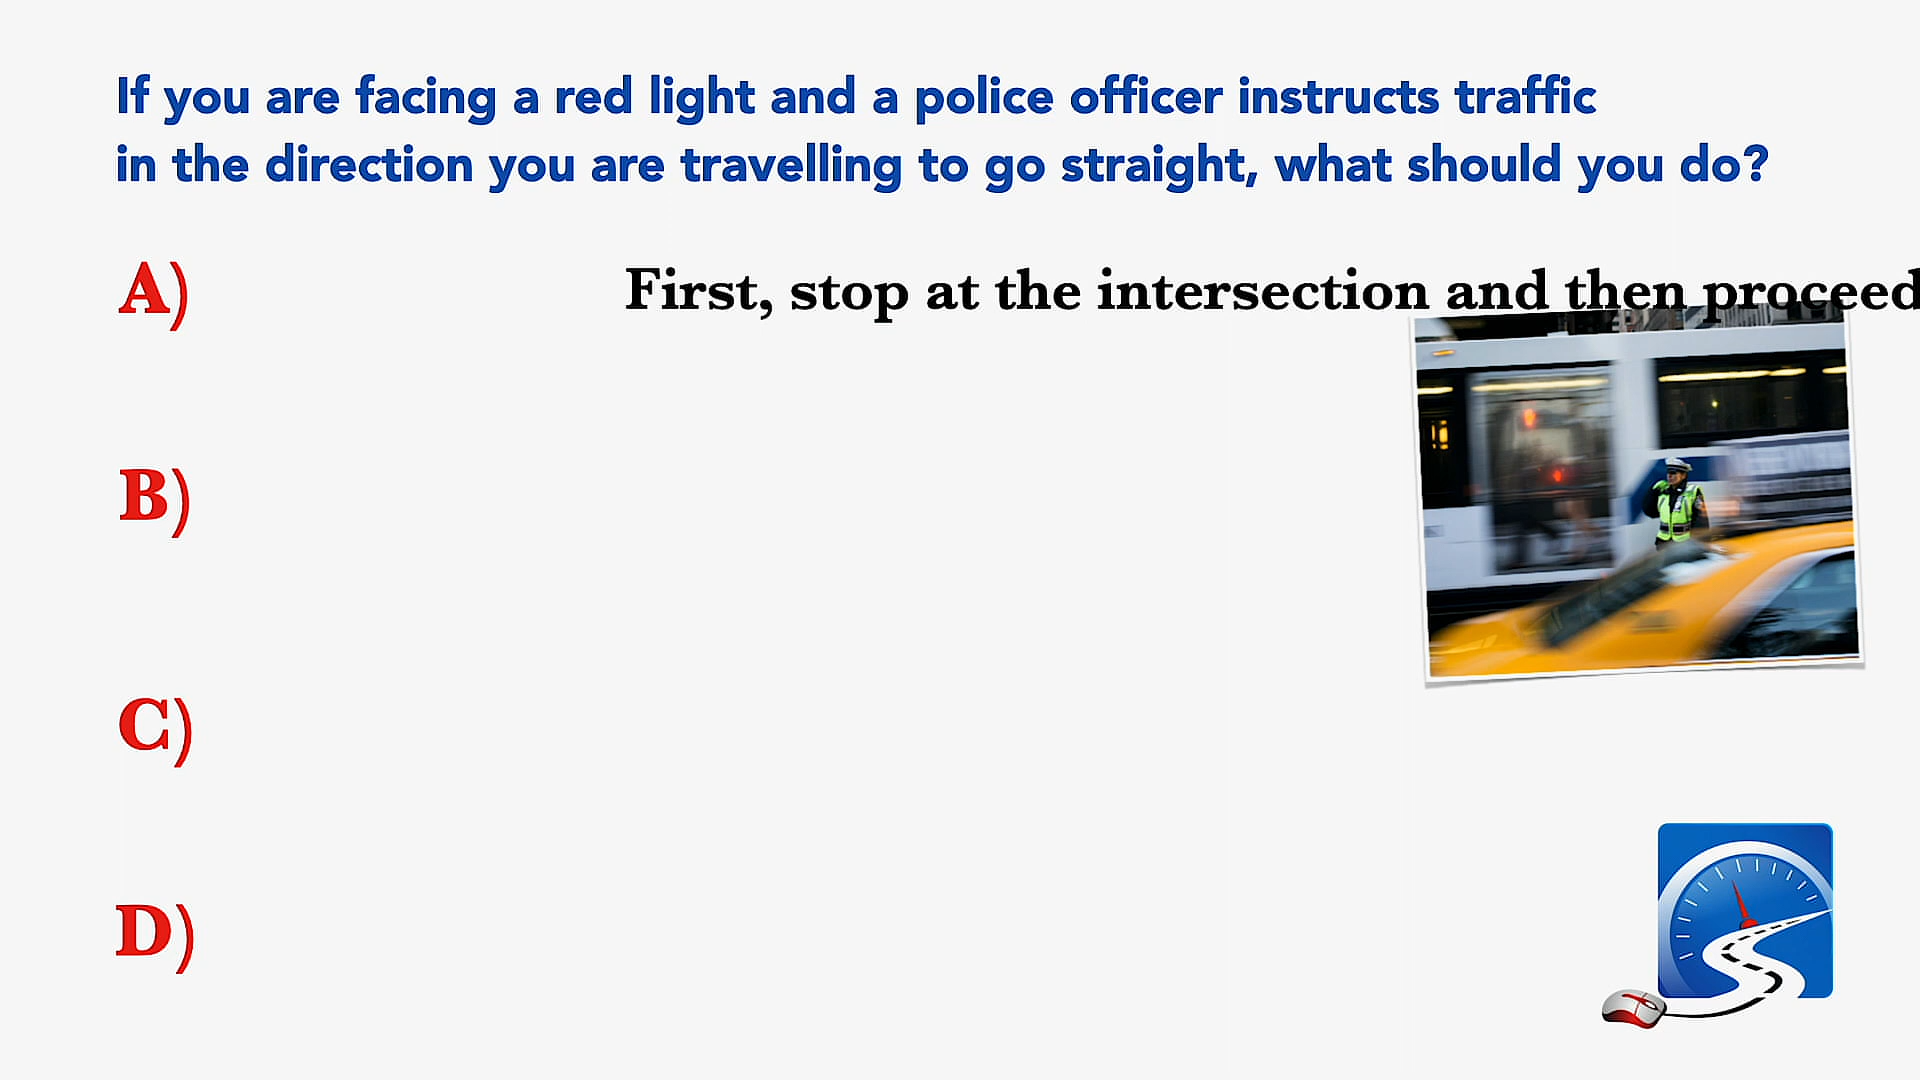 If you are facing a red light and a police officer instructs traffic
in the direction you are travelling to go straight, what should you do?
A) First, stop at the intersection and then proceed
B)
C)
D)